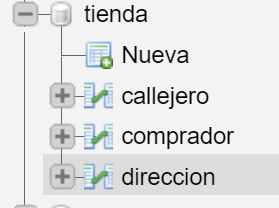 tienda
Nueva
callejero
comprador
direccion